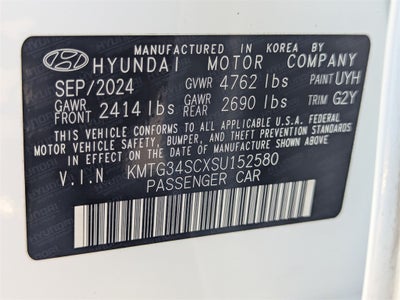 MANUFACTURED IN KOREA BY
HYUNDAI MOTOR COMPANY
SEP/2024 GVWR 4762 lbs PAINT UYH
GAWR FRONT 2414 lbs GAWR REAR 2690 lbs TRIM GZY
THIS VEHICLE CONFORMS TO ALL APPLICABLE FEDERAL
MOTOR VEHICLE SAFETY, BUMPER, AND THEFT PREVENTION
STANDARDS IN EFFECT ON THE DATE OF MANUFACTURE SHOWN ABOVE.
V.I.N KMTG34SCXSU152580
PASSENGER CAR